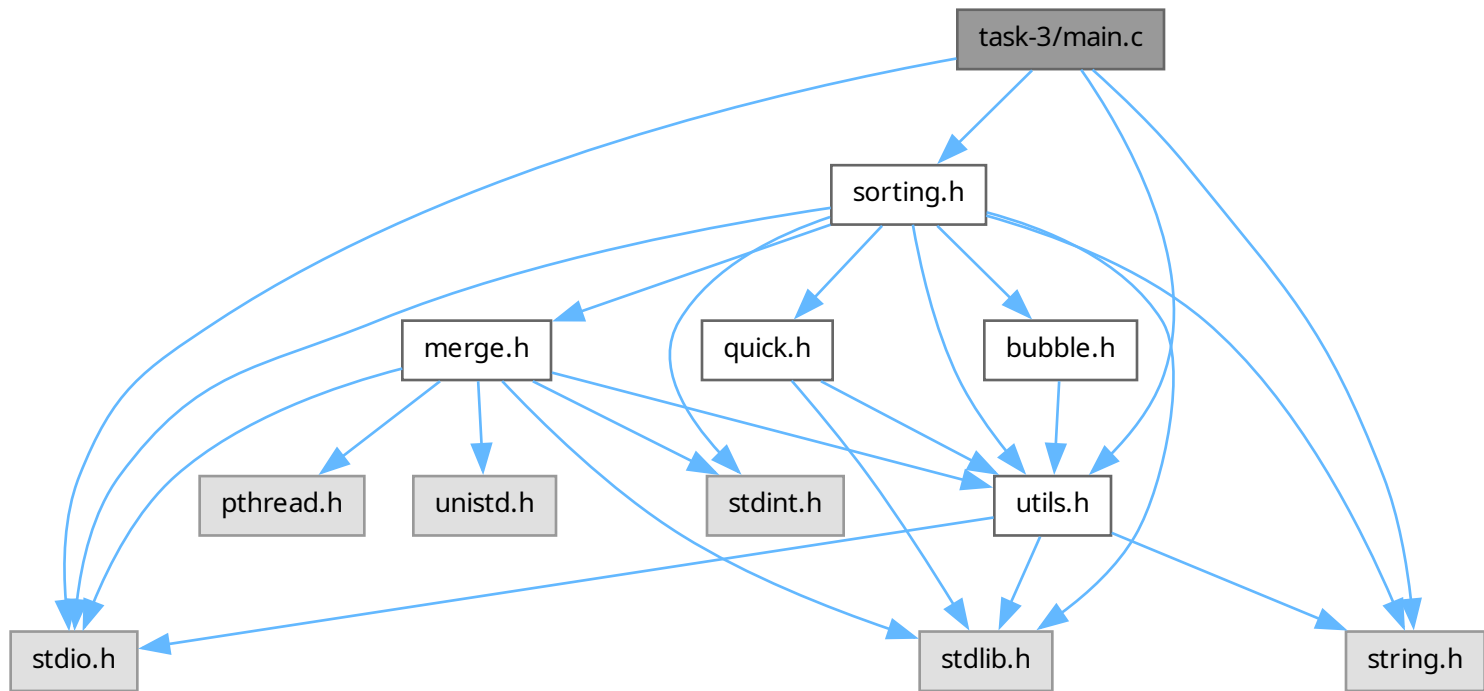 task-3/main.c
sorting.h
merge.h
quick.h
bubble.h
pthread.h
unistd.h
stdint.h
utils.h
stdio.h
stdlib.h
string.h